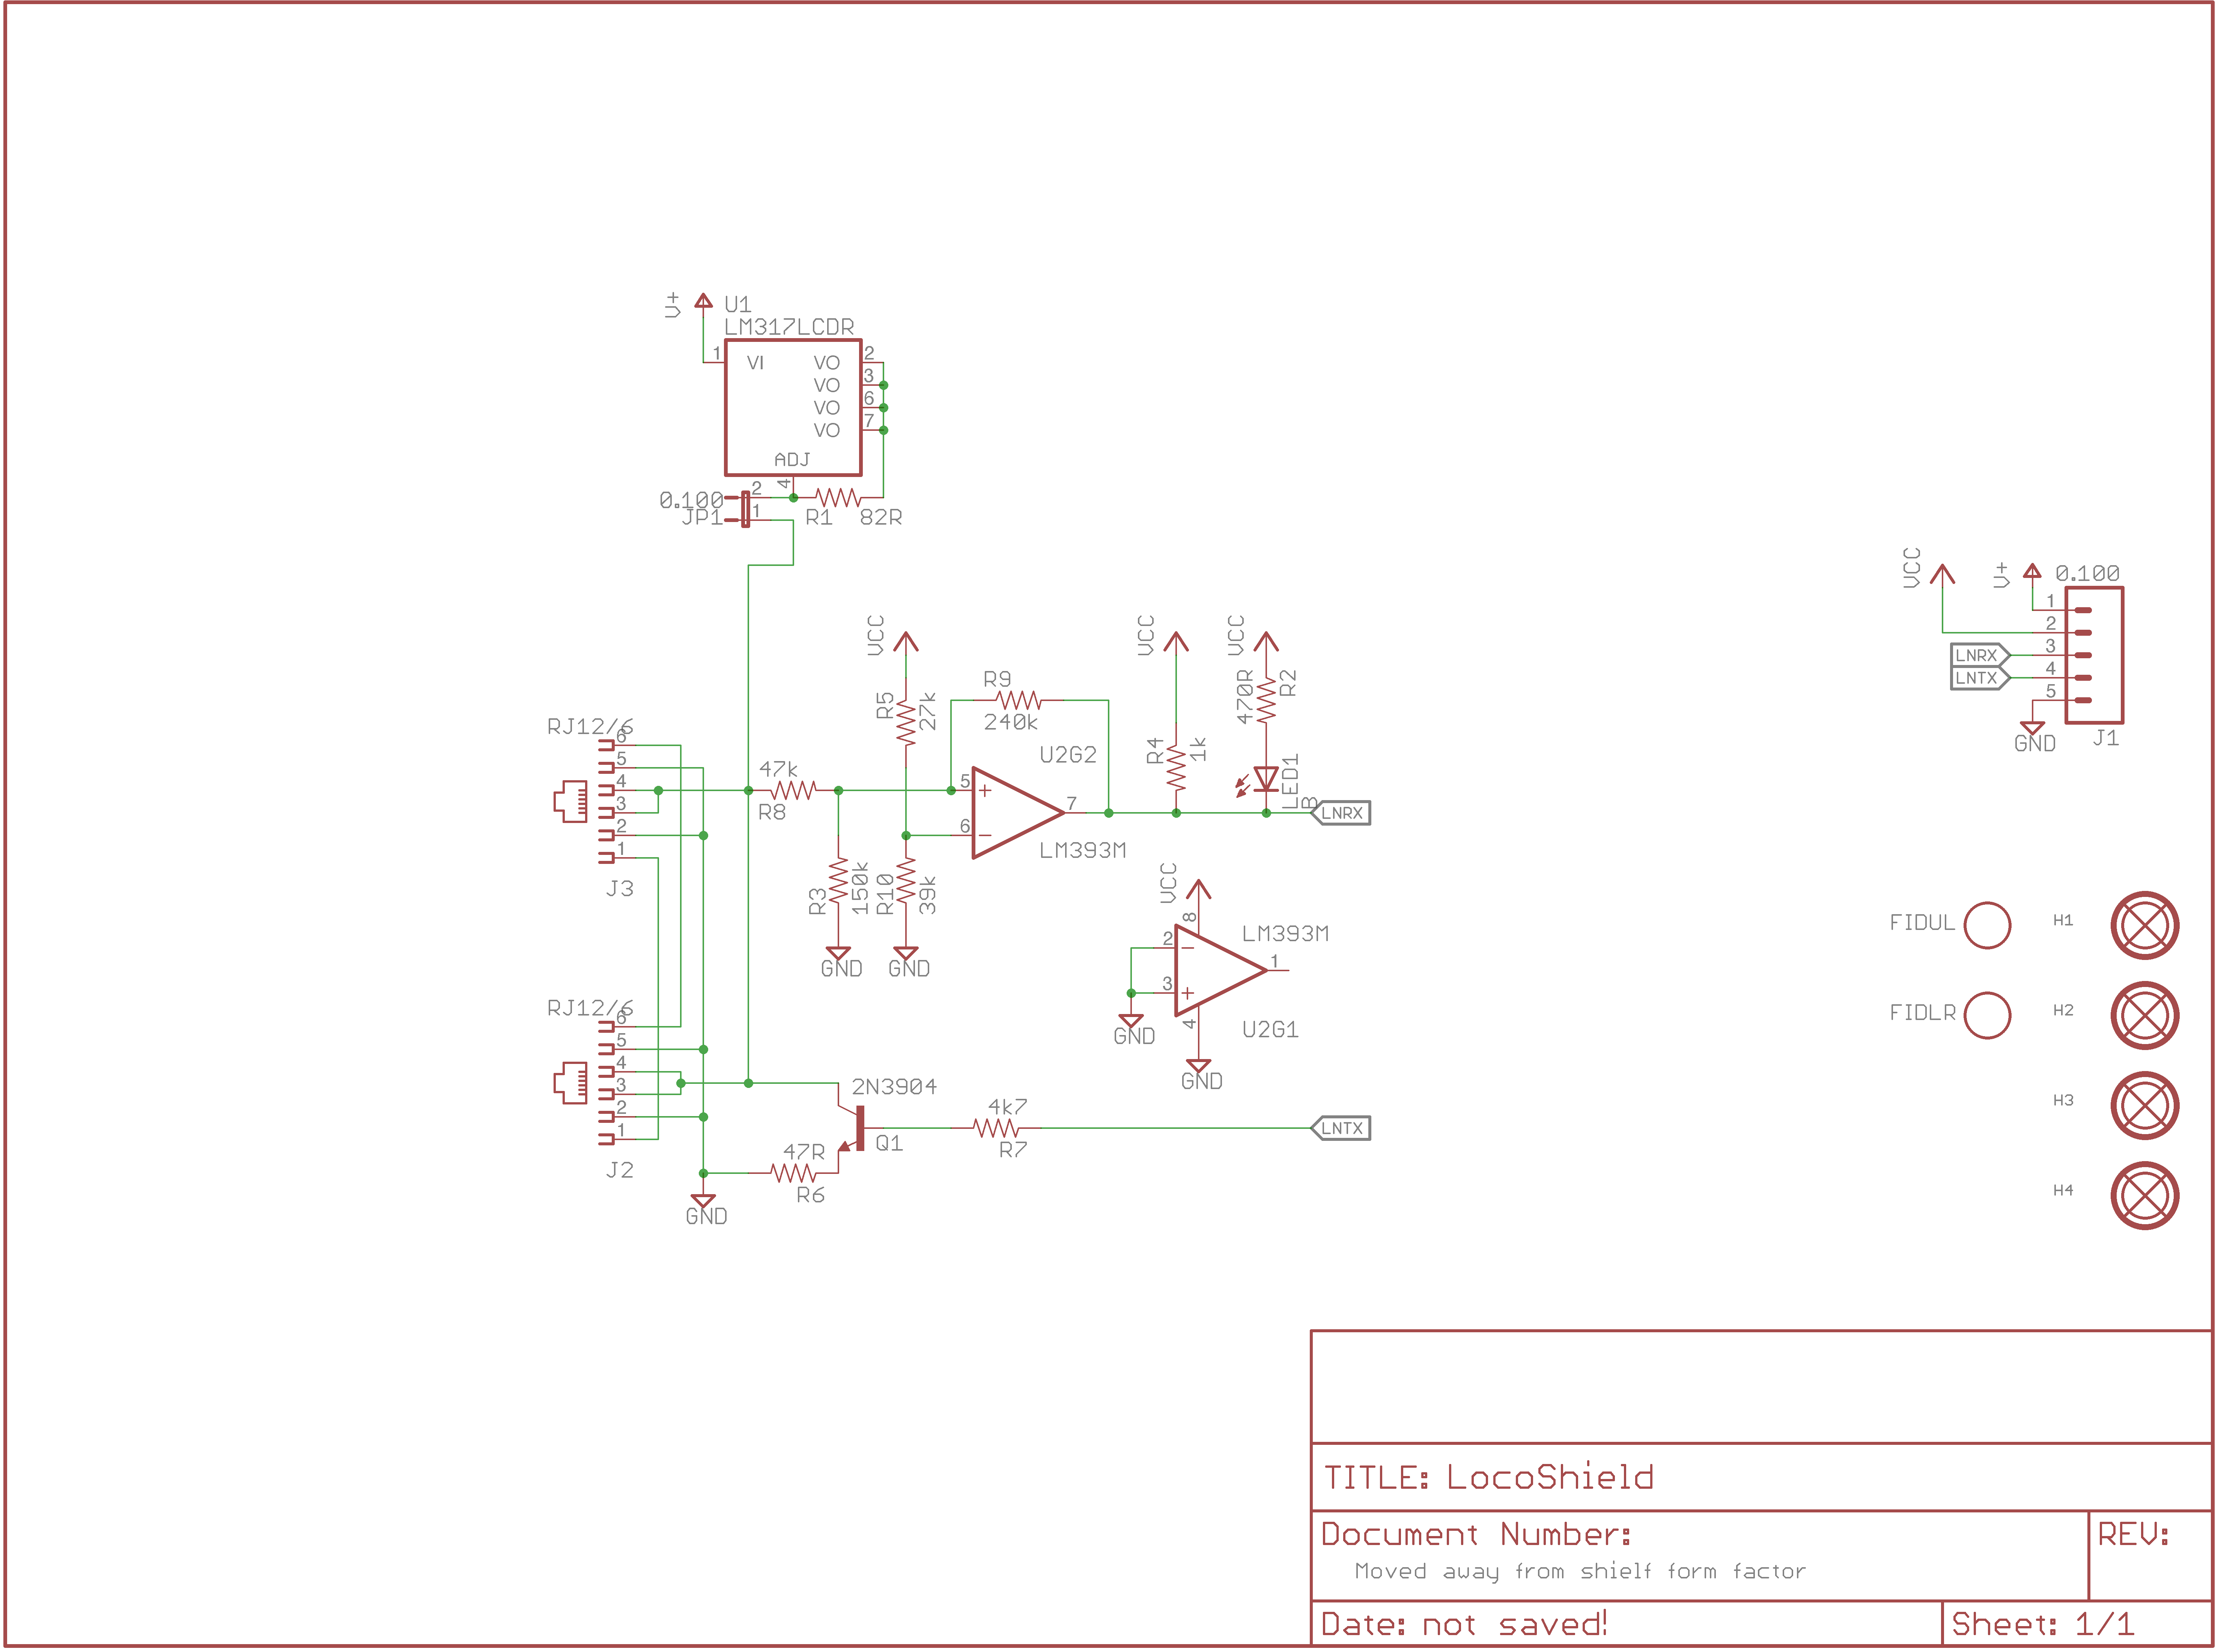 V+
U1
LM317LCDR
1
VI
VO
2
VO
3
VO
6
VO
7
ADJ
4
0.100
JP1
2
1
R1
82R
VCC
V+
0.100
1
2
LNRX
3
LNTX
4
5
GND
J1
VCC
VCC
VCC
R5
27k
R9
240k
470R
R2
RJ12/6
6
5
4
3
2
1
J3
47k
R8
U2G2
5
6
7
LM393M
R4
1k
LED1
B
LNRX
R3
150k
R10
39k
GND
GND
VCC
8
LM393M
2
3
1
4
U2G1
GND
GND
FIDUL
H1
FIDLR
H2
H3
H4
RJ12/6
6
5
4
3
2
1
J2
2N3904
Q1
4k7
R7
LNTX
47R
R6
GND
TITLE: LocoShield
Document Number:
REV:
Moved away from shielf form factor
Date: not saved!
Sheet: 1/1